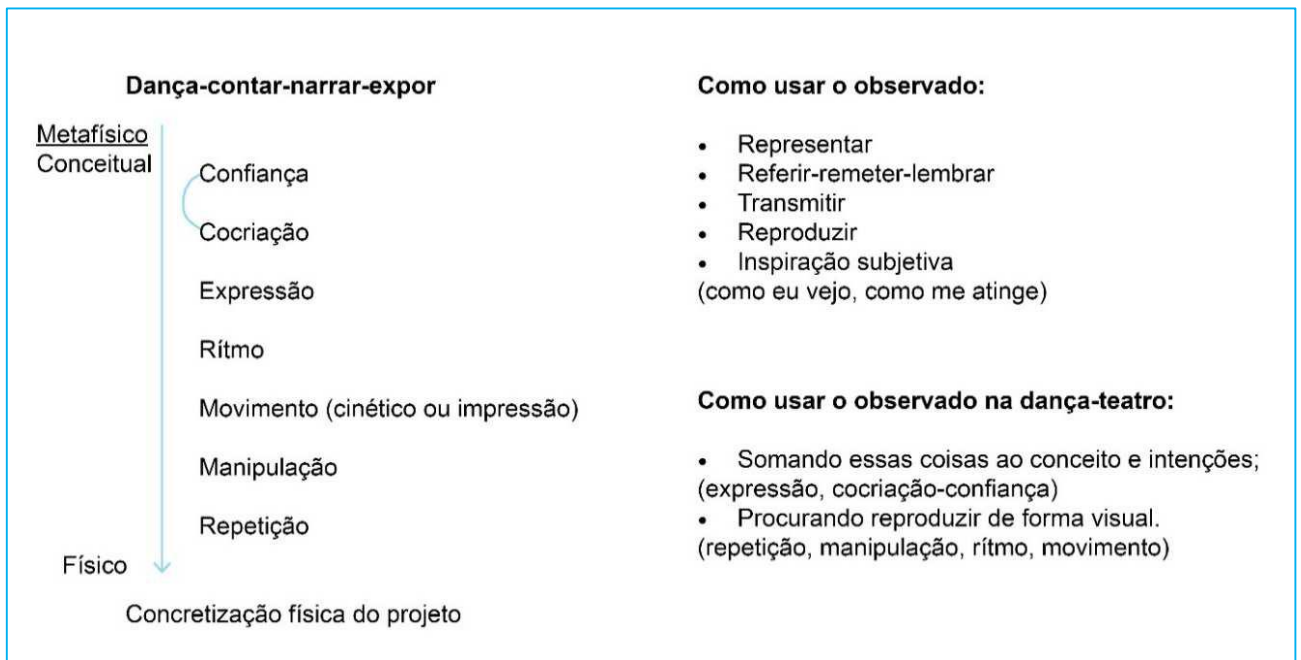 Dança-contar-narrar-expor
Metafísico
Conceitual
Confiança
Cocriação
Expressão
Rítmo
Movimento (cinético ou impressão)
Manipulação
Repetição
Físico
Concretização física do projeto
Como usar o observado:
• Representar
• Referir-remeter-lembrar
• Transmitir
• Reproduzir
• Inspiração subjetiva
(como eu vejo, como me atinge)
Como usar o observado na dança-teatro:
• Somando essas coisas ao conceito e intenções;
(expressão, cocriação-confiança)
• Procurando reproduzir de forma visual.
(repetição, manipulação, rítmo, movimento)